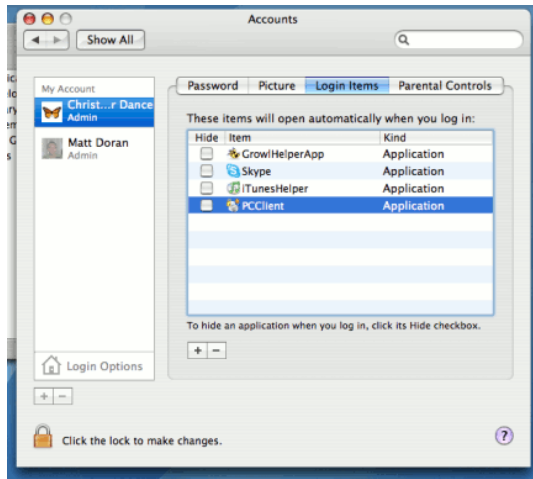 Accounts
Show All
My Account
Christ...r Dance
Admin
Matt Doran
Admin
Login Options
Password Picture Login Items Parental Controls
These items will open automatically when you log in:
Hide Item Kind
GrowlHelperApp Application
Skype Application
iTunesHelper Application
PCClient Application
To hide an application when you log in, click its Hide checkbox.
+ −
+ −
Click the lock to make changes.
?